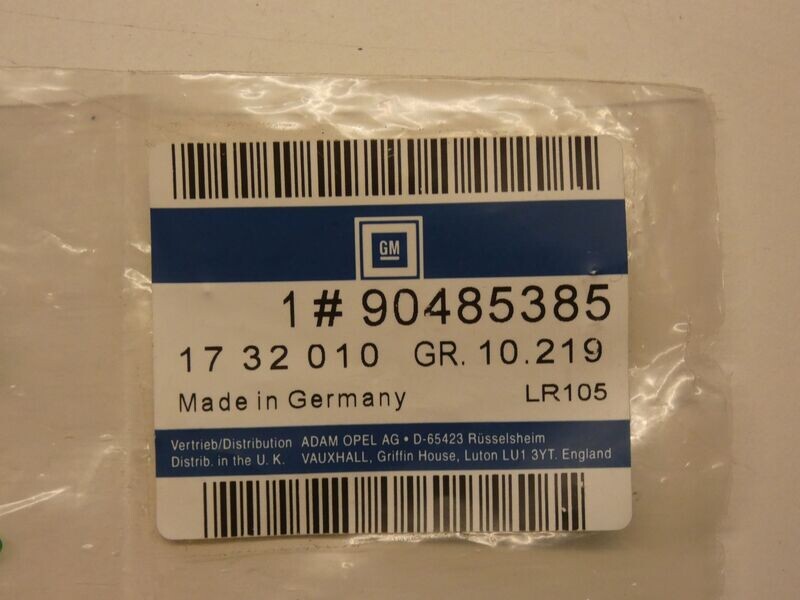 GM
1 # 90485385
17 32 010 GR. 10.219
Made in Germany LR105
Vertrieb/Distribution ADAM OPEL AG • D-65423 Rüsselsheim
Distrib. in the U. K. VAUXHALL, Griffin House, Luton LU1 3YT. England